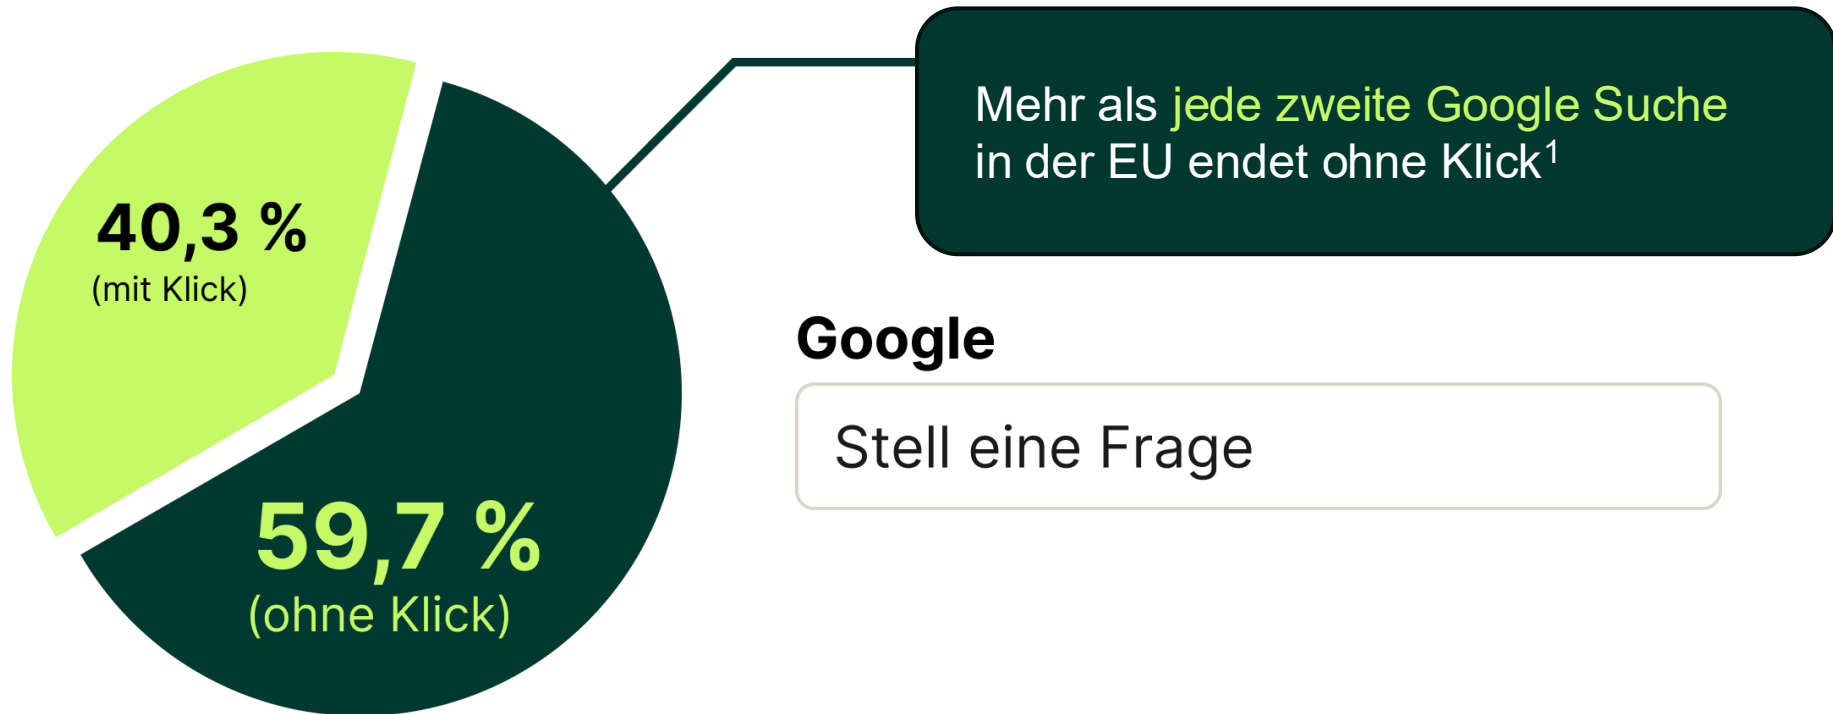 Mehr als jede zweite Google Suche
in der EU endet ohne Klick¹
40,3 %
(mit Klick)
59,7 %
(ohne Klick)
Google
Stell eine Frage